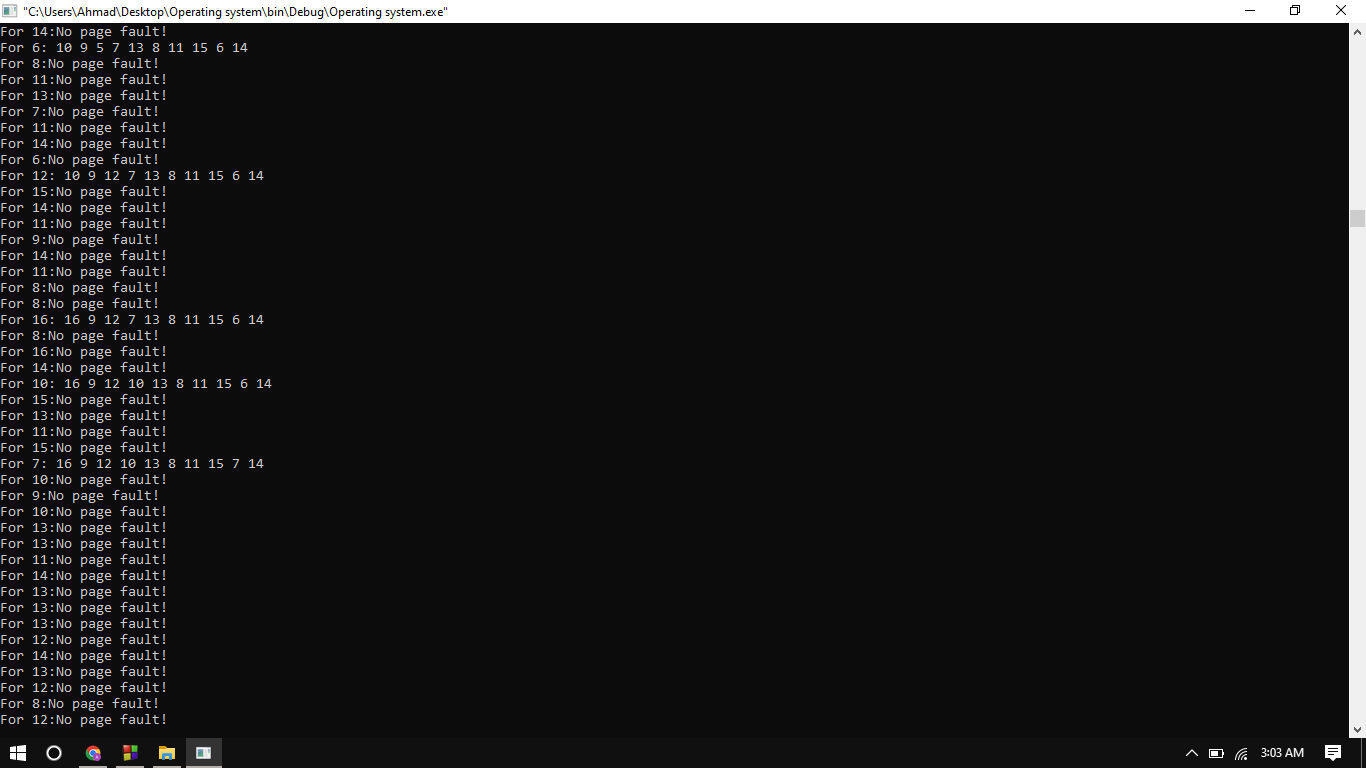 "C:\Users\Ahmad\Desktop\Operating system\bin\Debug\Operating system.exe"
For 14:No page fault!
For 6: 10 9 5 7 13 8 11 15 6 14
For 8:No page fault!
For 11:No page fault!
For 13:No page fault!
For 7:No page fault!
For 11:No page fault!
For 14:No page fault!
For 6:No page fault!
For 12: 10 9 12 7 13 8 11 15 6 14
For 15:No page fault!
For 14:No page fault!
For 11:No page fault!
For 9:No page fault!
For 14:No page fault!
For 11:No page fault!
For 8:No page fault!
For 8:No page fault!
For 16: 16 9 12 7 13 8 11 15 6 14
For 8:No page fault!
For 16:No page fault!
For 14:No page fault!
For 10: 16 9 12 10 13 8 11 15 6 14
For 15:No page fault!
For 13:No page fault!
For 11:No page fault!
For 15:No page fault!
For 7: 16 9 12 10 13 8 11 15 7 14
For 10:No page fault!
For 9:No page fault!
For 10:No page fault!
For 13:No page fault!
For 13:No page fault!
For 11:No page fault!
For 14:No page fault!
For 13:No page fault!
For 13:No page fault!
For 13:No page fault!
For 12:No page fault!
For 14:No page fault!
For 13:No page fault!
For 12:No page fault!
For 8:No page fault!
For 12:No page fault!
3:03 AM